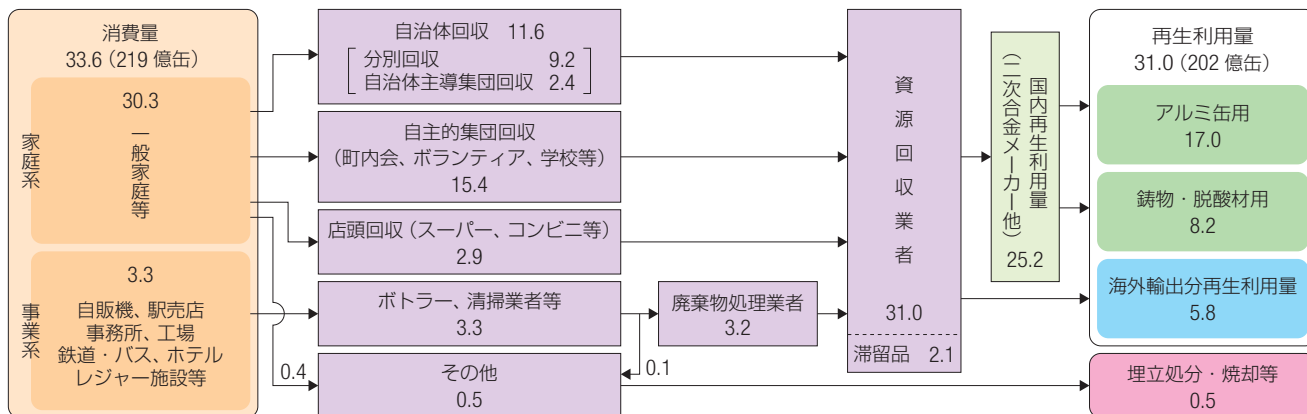 消費量
33.6（219 億缶）
家庭系
30.3
一般家庭等
事業系
3.3
自販機、駅売店
事務所、工場
鉄道・バス、ホテル
レジャー施設等
自治体回収 11.6
分別回収 9.2
自治体主導集団回収 2.4
自主的集団回収
（町内会、ボランティア、学校等）
15.4
店頭回収（スーパー、コンビニ等）
2.9
ボトラー、清掃業者等
3.3
0.4
その他
0.5
0.1
廃棄物処理業者
3.2
資源回収業者
31.0
滞留品 2.1
国内再生利用量
（二次合金メーカー他）
25.2
再生利用量
31.0（202 億缶）
アルミ缶用
17.0
鋳物・脱酸材用
8.2
海外輸出分再生利用量
5.8
埋立処分・焼却等
0.5